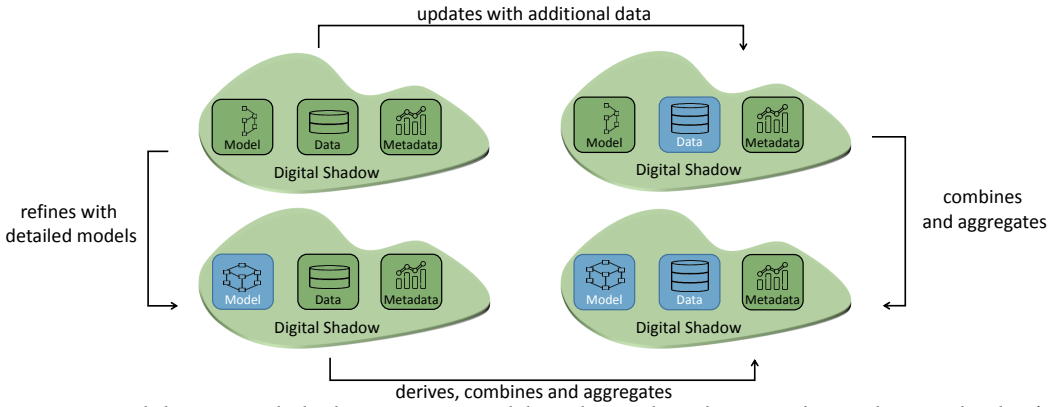 updates with additional data
Model
Data
Metadata
Digital Shadow
Model
Data
Metadata
Digital Shadow
refines with
detailed models
combines
and aggregates
Model
Data
Metadata
Digital Shadow
Model
Data
Metadata
Digital Shadow
derives, combines and aggregates